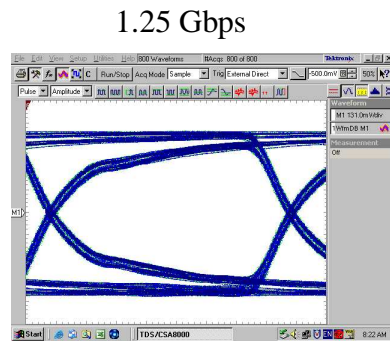 1.25 Gbps
File Edit View Setup Utilities Help 800 Waveforms #Acqs 800 of 800 Tektronix
Run/Stop Acq Mode Sample Trig External Direct -500.0mV 50%
Pulse Amplitude
Waveform
M1 131.0mV/div
1WfmDB M1
Measurement
Off
M1
Start TDS/CSA8000 8:22 AM